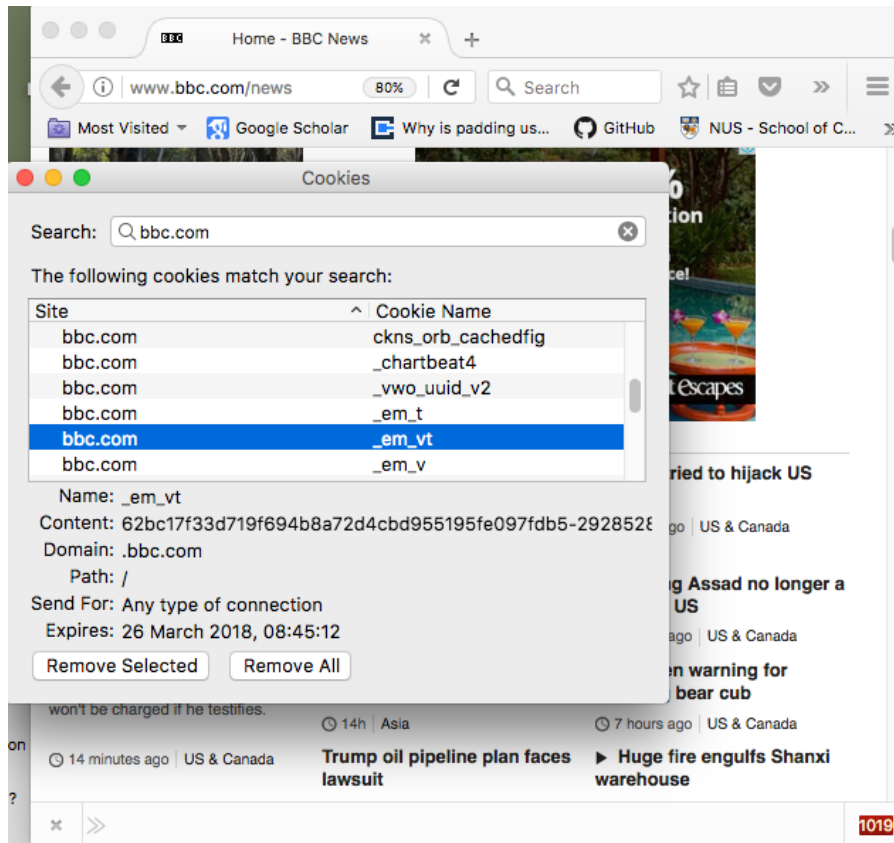 BBC Home - BBC News
www.bbc.com/news 80% Search
Most Visited Google Scholar Why is padding us... GitHub NUS - School of C...
Cookies
Search: bbc.com
The following cookies match your search:
Site Cookie Name
bbc.com ckns_orb_cachedfig
bbc.com _chartbeat4
bbc.com _vwo_uuid_v2
bbc.com _em_t
bbc.com _em_vt
bbc.com _em_v
Name: _em_vt
Content: 62bc17f33d719f694b8a72d4cbd955195fe097fdb5-2928528
Domain: .bbc.com
Path: /
Send For: Any type of connection
Expires: 26 March 2018, 08:45:12
Remove Selected Remove All
%
tion
ce!
t Escapes
ried to hijack US
go US & Canada
g Assad no longer a
US
ago US & Canada
n warning for
bear cub
7 hours ago US & Canada
won't be charged if he testifies.
14 minutes ago US & Canada
14h Asia
Trump oil pipeline plan faces
lawsuit
Huge fire engulfs Shanxi
warehouse
on
?
1019